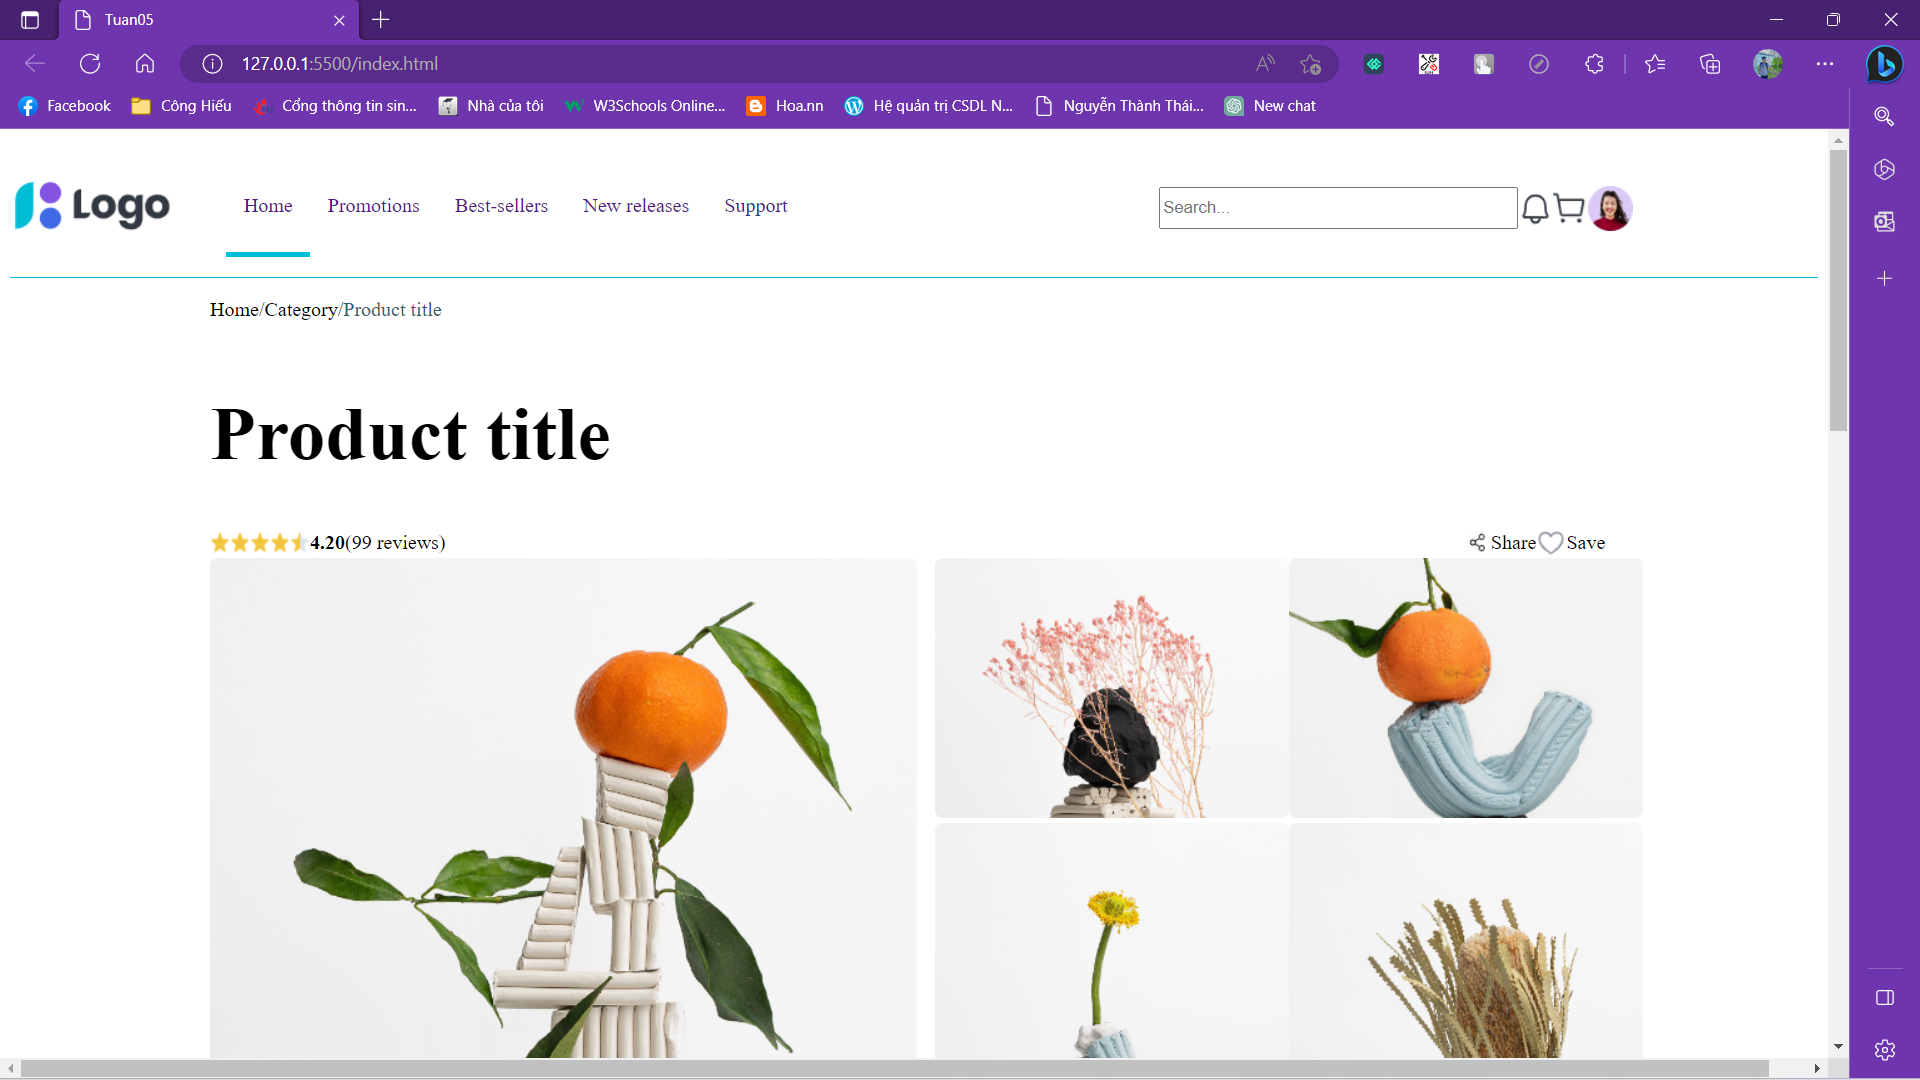 Tuan05
127.0.0.1:5500/index.html
Facebook Công Hiếu Cổng thông tin sin... Nhà của tôi W3Schools Online... Hoa.nn Hệ quản trị CSDL N... Nguyễn Thành Thái... New chat
Logo Home Promotions Best-sellers New releases Support Search...
Home/Category/Product title
Product title
4.20(99 reviews) Share Save